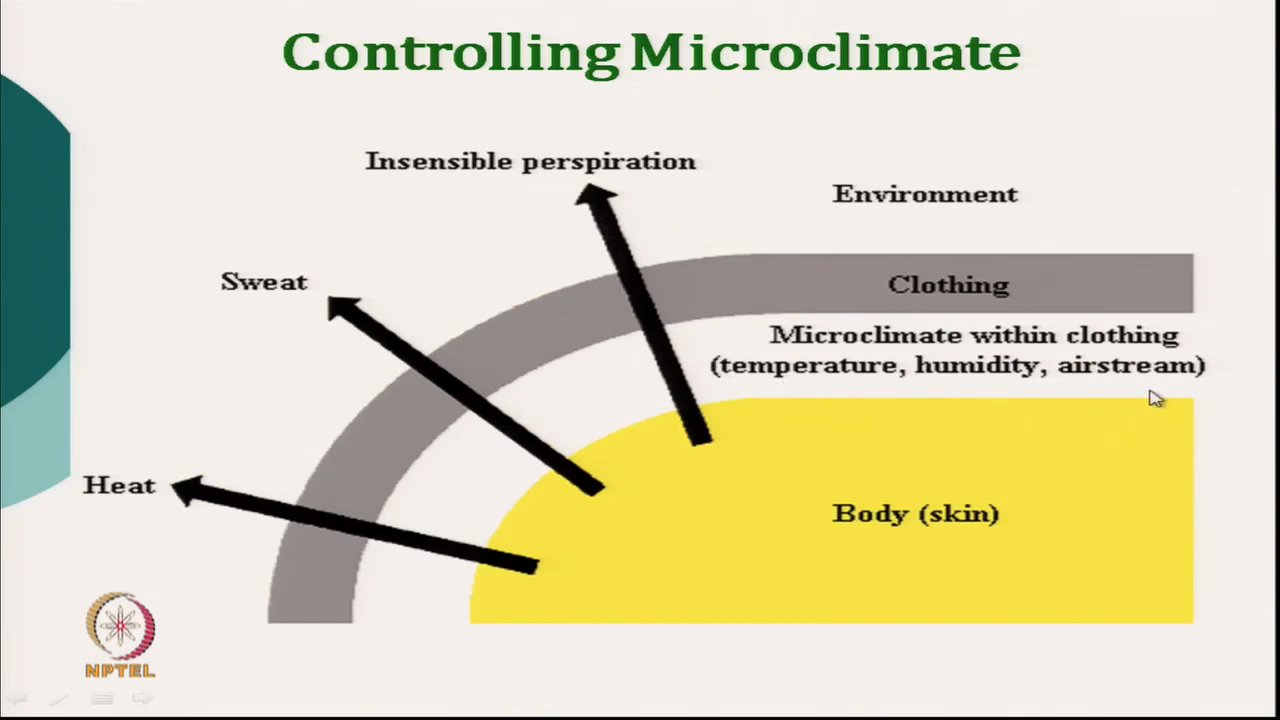 Controlling Microclimate
Insensible perspiration
Environment
Sweat
Clothing
Microclimate within clothing
(temperature, humidity, airstream)
Heat
Body (skin)
NPTEL